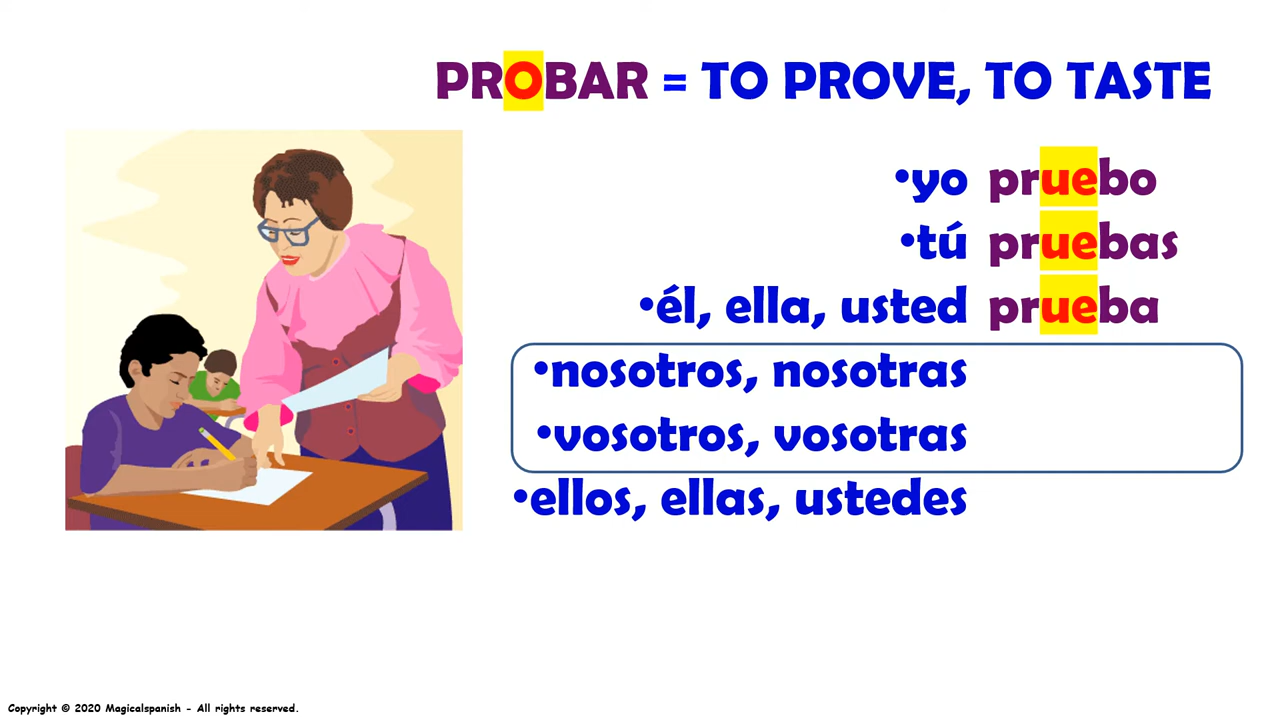 PROBAR = TO PROVE, TO TASTE
•yo pruebo
•tú pruebas
•él, ella, usted prueba
•nosotros, nosotras
•vosotros, vosotras
•ellos, ellas, ustedes
Copyright © 2020 Magicalspanish - All rights reserved.